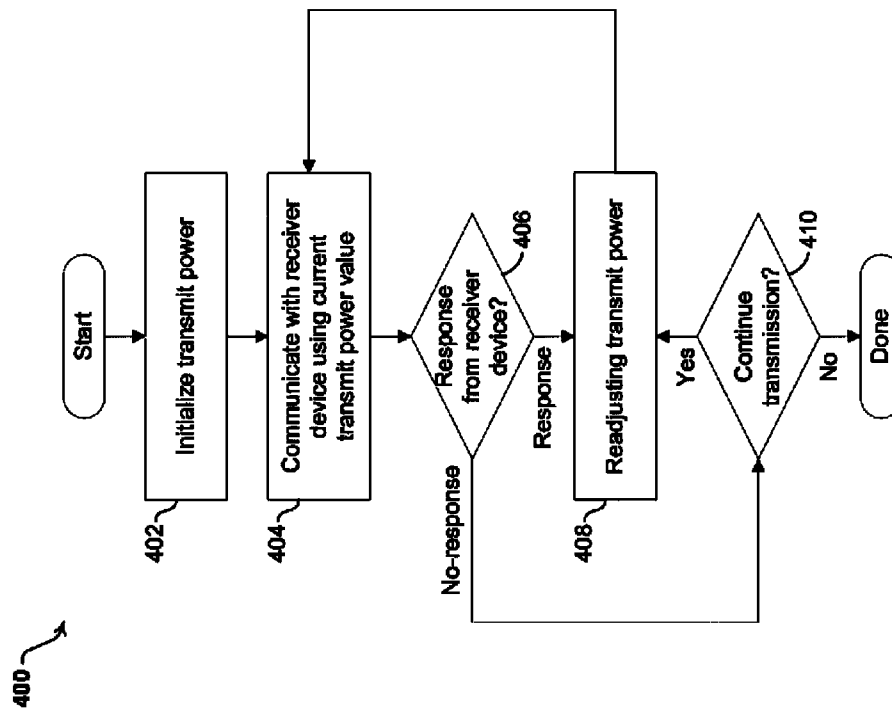 400
Start
Initialize transmit power
402
Communicate with receiver
device using current
transmit power value
404
Response
from receiver
device?
406
No-response
Response
Readjusting transmit power
408
Yes
Continue
transmission?
410
No
Done